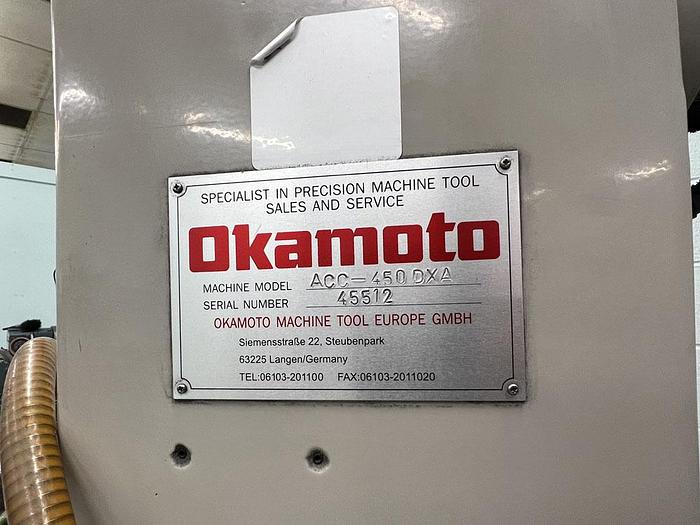 SPECIALIST IN PRECISION MACHINE TOOL
SALES AND SERVICE
Okamoto
MACHINE MODEL ACC-450 DXA
SERIAL NUMBER 45512
OKAMOTO MACHINE TOOL EUROPE GMBH
Siemensstraße 22, Steubenpark
63225 Langen/Germany
TEL:06103-201100 FAX:06103-2011020